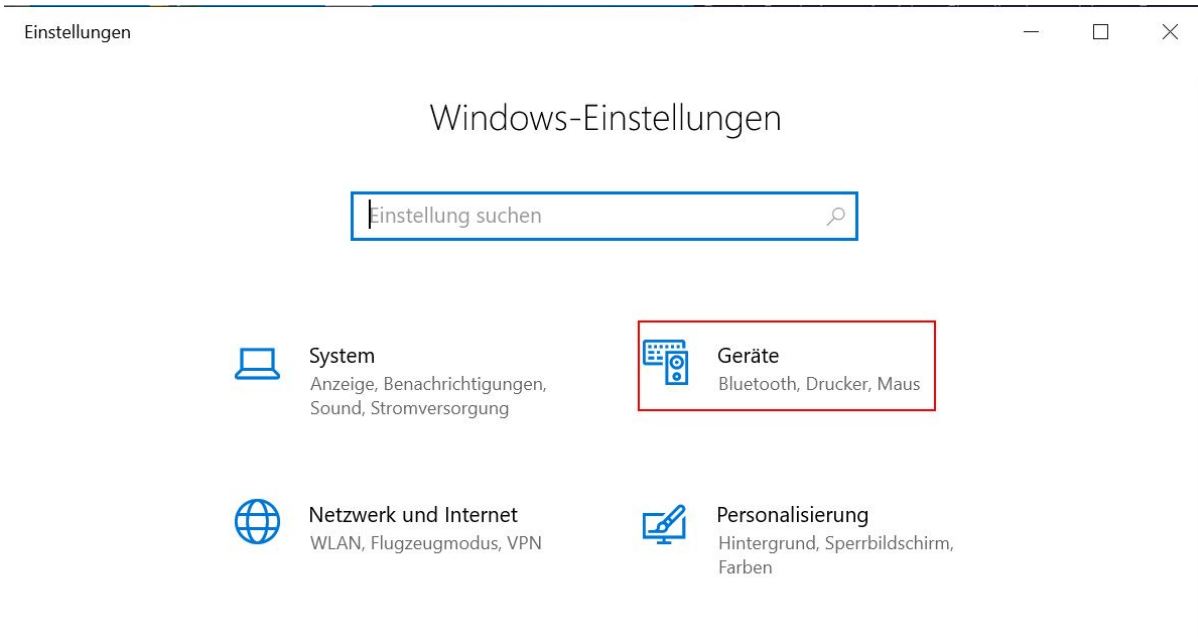 Einstellungen
Windows-Einstellungen
Einstellung suchen
System
Anzeige, Benachrichtigungen,
Sound, Stromversorgung
Geräte
Bluetooth, Drucker, Maus
Netzwerk und Internet
WLAN, Flugzeugmodus, VPN
Personalisierung
Hintergrund, Sperrbildschirm,
Farben